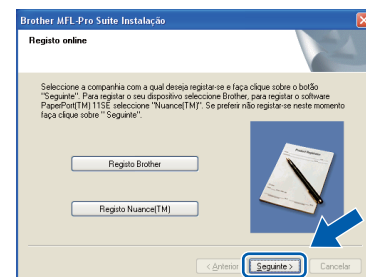 Brother MFL-Pro Suite Instalação
Registo online
Seleccione a companhia com a qual deseja registar-se e faça clique sobre o botão
"Seguinte". Para registar o seu dispositivo seleccione Brother, para registar o software
PaperPort(TM) 11SE seleccione "Nuance(TM)". Se preferir não registar-se neste momento
faça clique sobre " Seguinte".
Registo Brother
Registo Nuance(TM)
< Anterior
Seguinte >
Cancelar